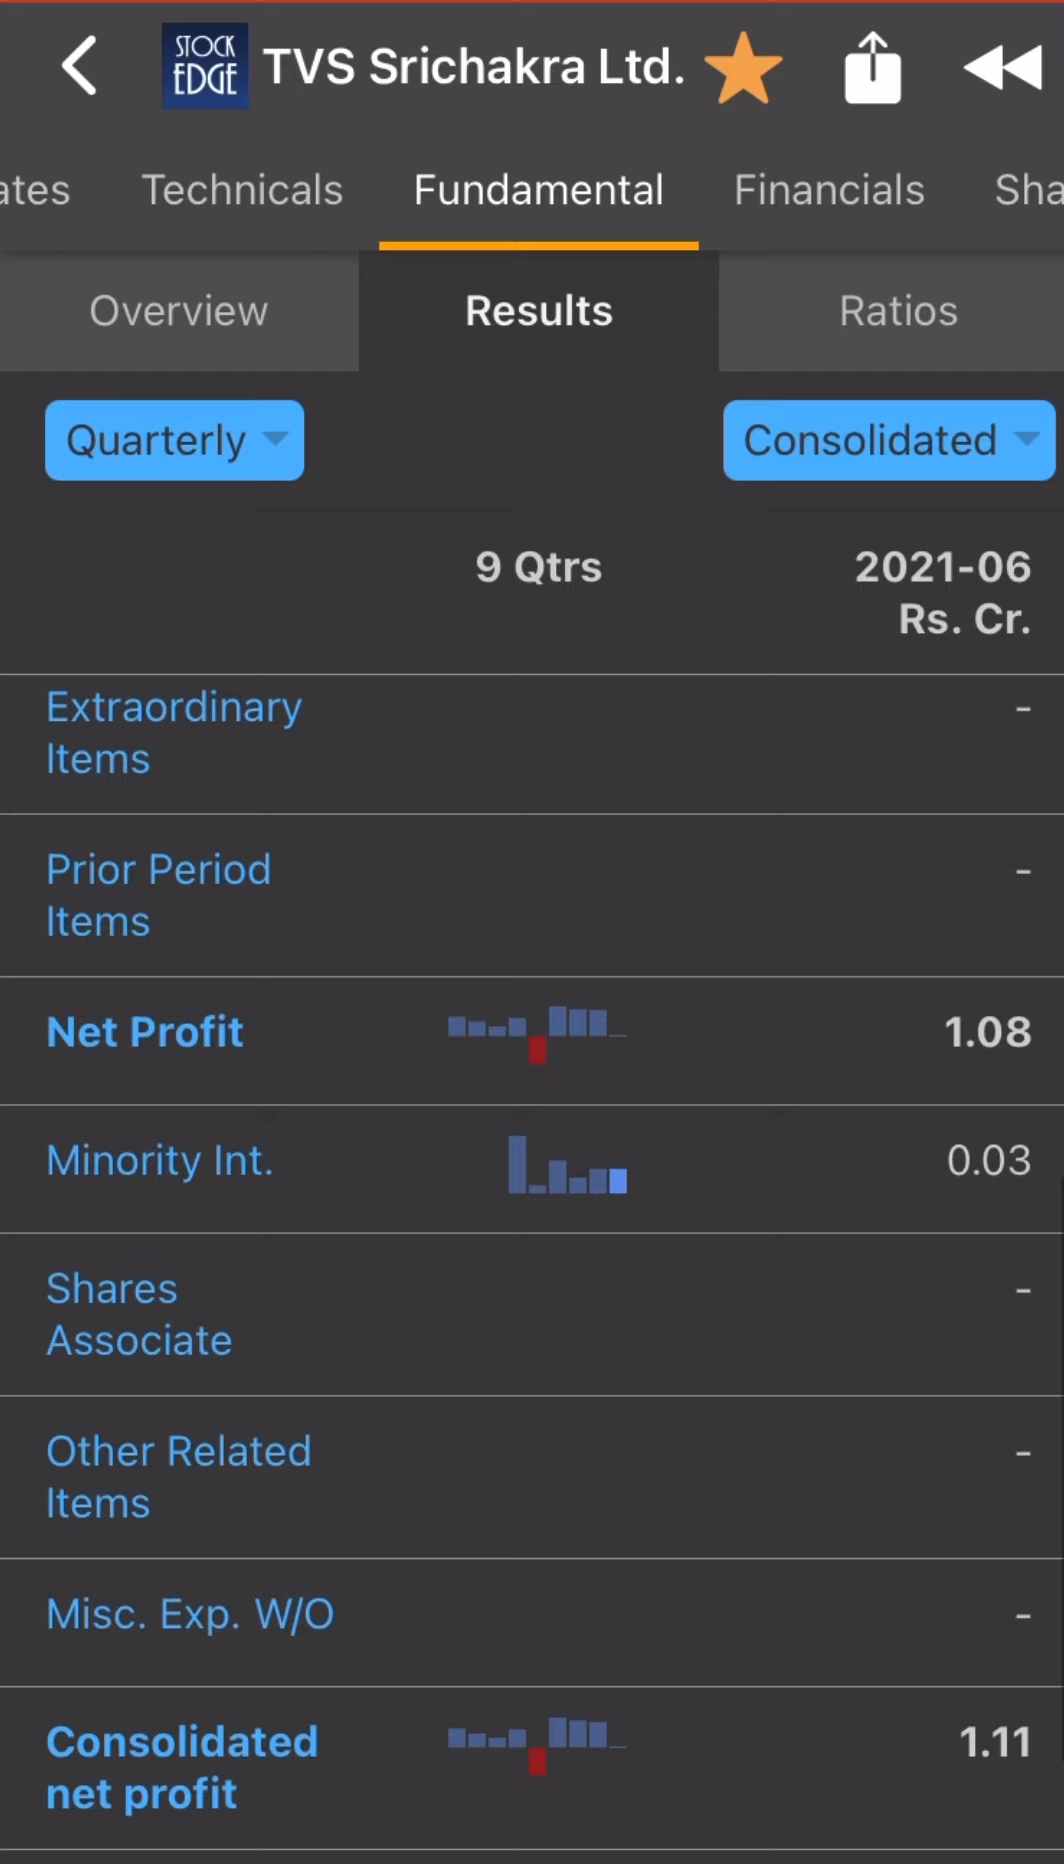 STOCK
EDGE
TVS Srichakra Ltd.
ates Technicals Fundamental Financials Sha
Overview Results Ratios
Quarterly Consolidated
9 Qtrs 2021-06
Rs. Cr.
Extraordinary -
Items
Prior Period -
Items
Net Profit 1.08
Minority Int. 0.03
Shares -
Associate
Other Related -
Items
Misc. Exp. W/O -
Consolidated 1.11
net profit